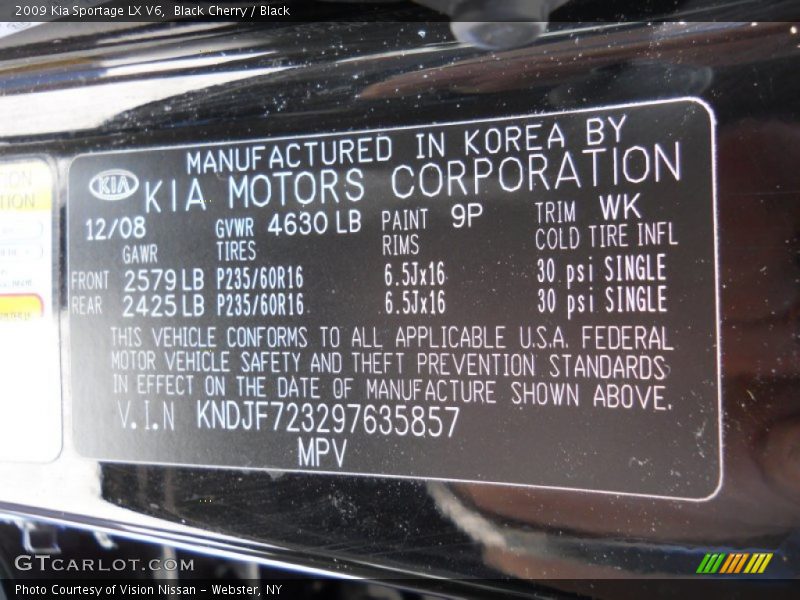 2009 Kia Sportage LX V6,  Black Cherry / Black
MANUFACTURED IN KOREA BY
KIA KIA MOTORS CORPORATION
12/08 GVWR 4630 LB PAINT 9P TRIM WK
GAWR TIRES RIMS COLD TIRE INFL
FRONT 2579 LB P235/60R16 6.5Jx16 30 psi SINGLE
REAR 2425 LB P235/60R16 6.5Jx16 30 psi SINGLE
THIS VEHICLE CONFORMS TO ALL APPLICABLE U.S.A. FEDERAL
MOTOR VEHICLE SAFETY AND THEFT PREVENTION STANDARDS
IN EFFECT ON THE DATE OF MANUFACTURE SHOWN ABOVE.
V.I.N KNDJF723297635857
MPV
GTCARLOT.COM
Photo Courtesy of Vision Nissan - Webster, NY